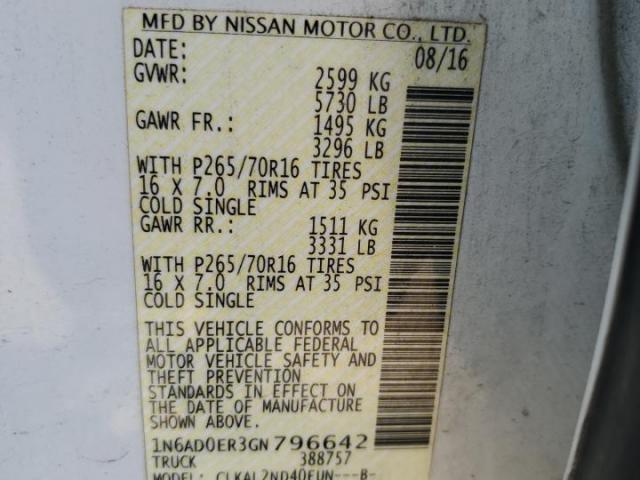 MFD BY NISSAN MOTOR CO., LTD.
DATE: 08/16
GVWR: 2599 KG
5730 LB
GAWR FR.: 1495 KG
3296 LB
WITH P265/70R16 TIRES
16 X 7.0 RIMS AT 35 PSI
COLD SINGLE
GAWR RR.: 1511 KG
3331 LB
WITH P265/70R16 TIRES
16 X 7.0 RIMS AT 35 PSI
COLD SINGLE
THIS VEHICLE CONFORMS TO
ALL APPLICABLE FEDERAL
MOTOR VEHICLE SAFETY AND
THEFT PREVENTION
STANDARDS IN EFFECT ON
THE DATE OF MANUFACTURE
SHOWN ABOVE.
1N6AD0ER3GN796642
TRUCK 388757
MODEL: CLKAL2ND40EUN---B-